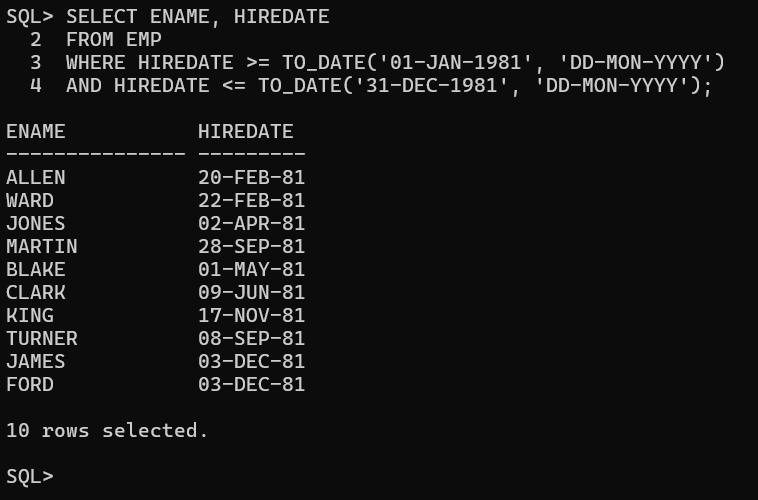 SQL> SELECT ENAME, HIREDATE
  2  FROM EMP
  3  WHERE HIREDATE >= TO_DATE('01-JAN-1981', 'DD-MON-YYYY')
  4  AND HIREDATE <= TO_DATE('31-DEC-1981', 'DD-MON-YYYY');
ENAME           HIREDATE
--------------- ---------
ALLEN           20-FEB-81
WARD            22-FEB-81
JONES           02-APR-81
MARTIN          28-SEP-81
BLAKE           01-MAY-81
CLARK           09-JUN-81
KING            17-NOV-81
TURNER          08-SEP-81
JAMES           03-DEC-81
FORD            03-DEC-81
10 rows selected.
SQL>